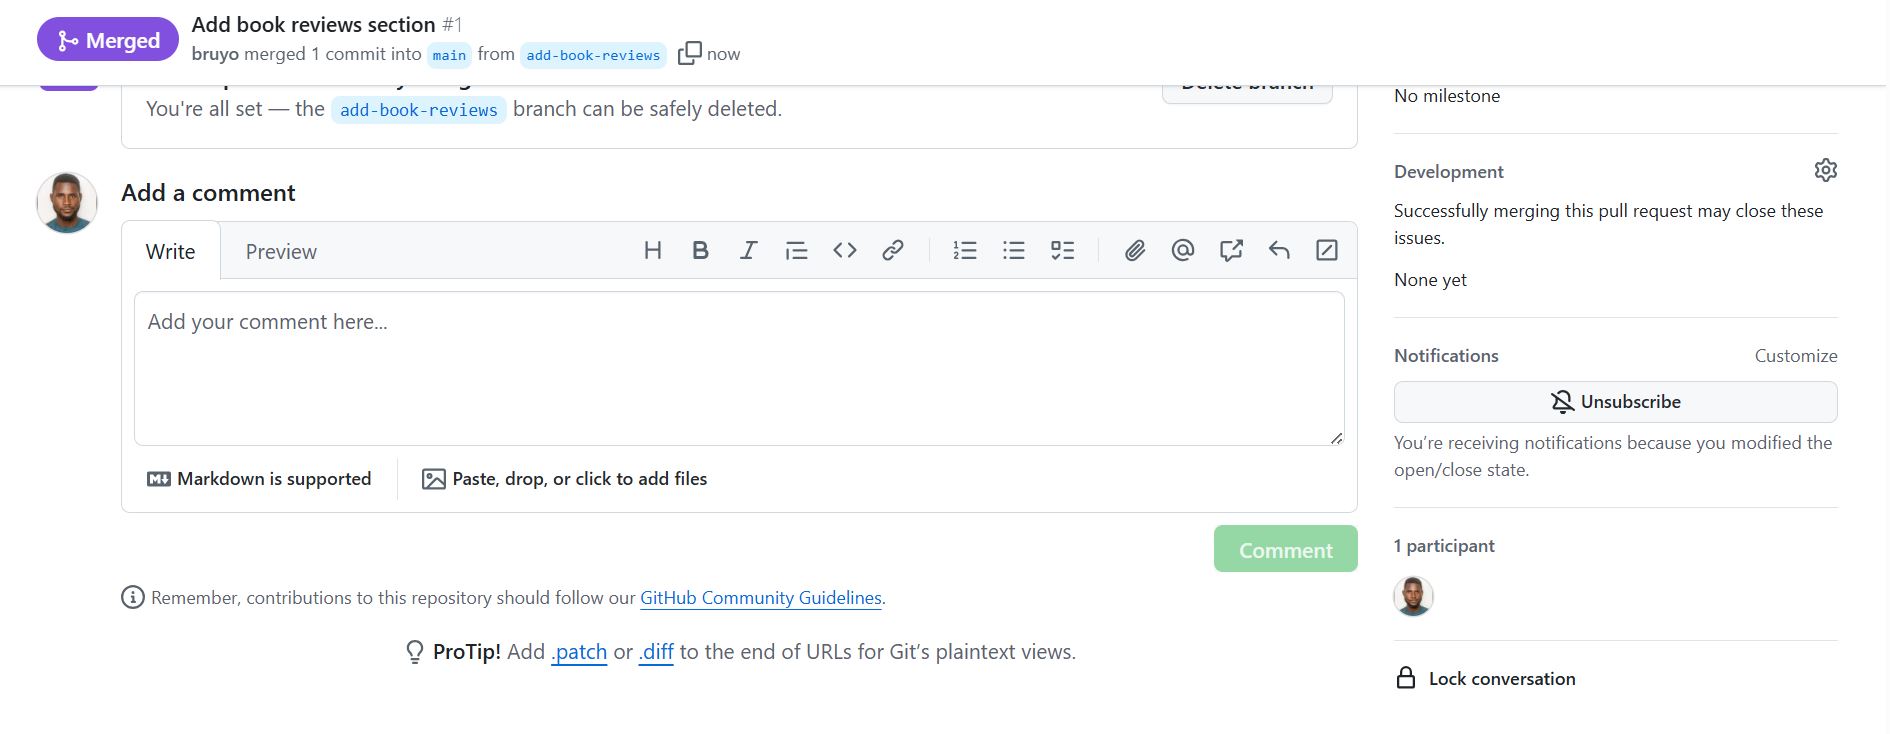 Merged
Add book reviews section #1
bruyo merged 1 commit into main from add-book-reviews now
Delete branch
You're all set — the add-book-reviews branch can be safely deleted.
Add a comment
Write Preview
Add your comment here...
Markdown is supported
Paste, drop, or click to add files
Comment
Remember, contributions to this repository should follow our GitHub Community Guidelines.
ProTip! Add .patch or .diff to the end of URLs for Git's plaintext views.
No milestone
Development
Successfully merging this pull request may close these
issues.
None yet
Notifications Customize
Unsubscribe
You're receiving notifications because you modified the
open/close state.
1 participant
Lock conversation